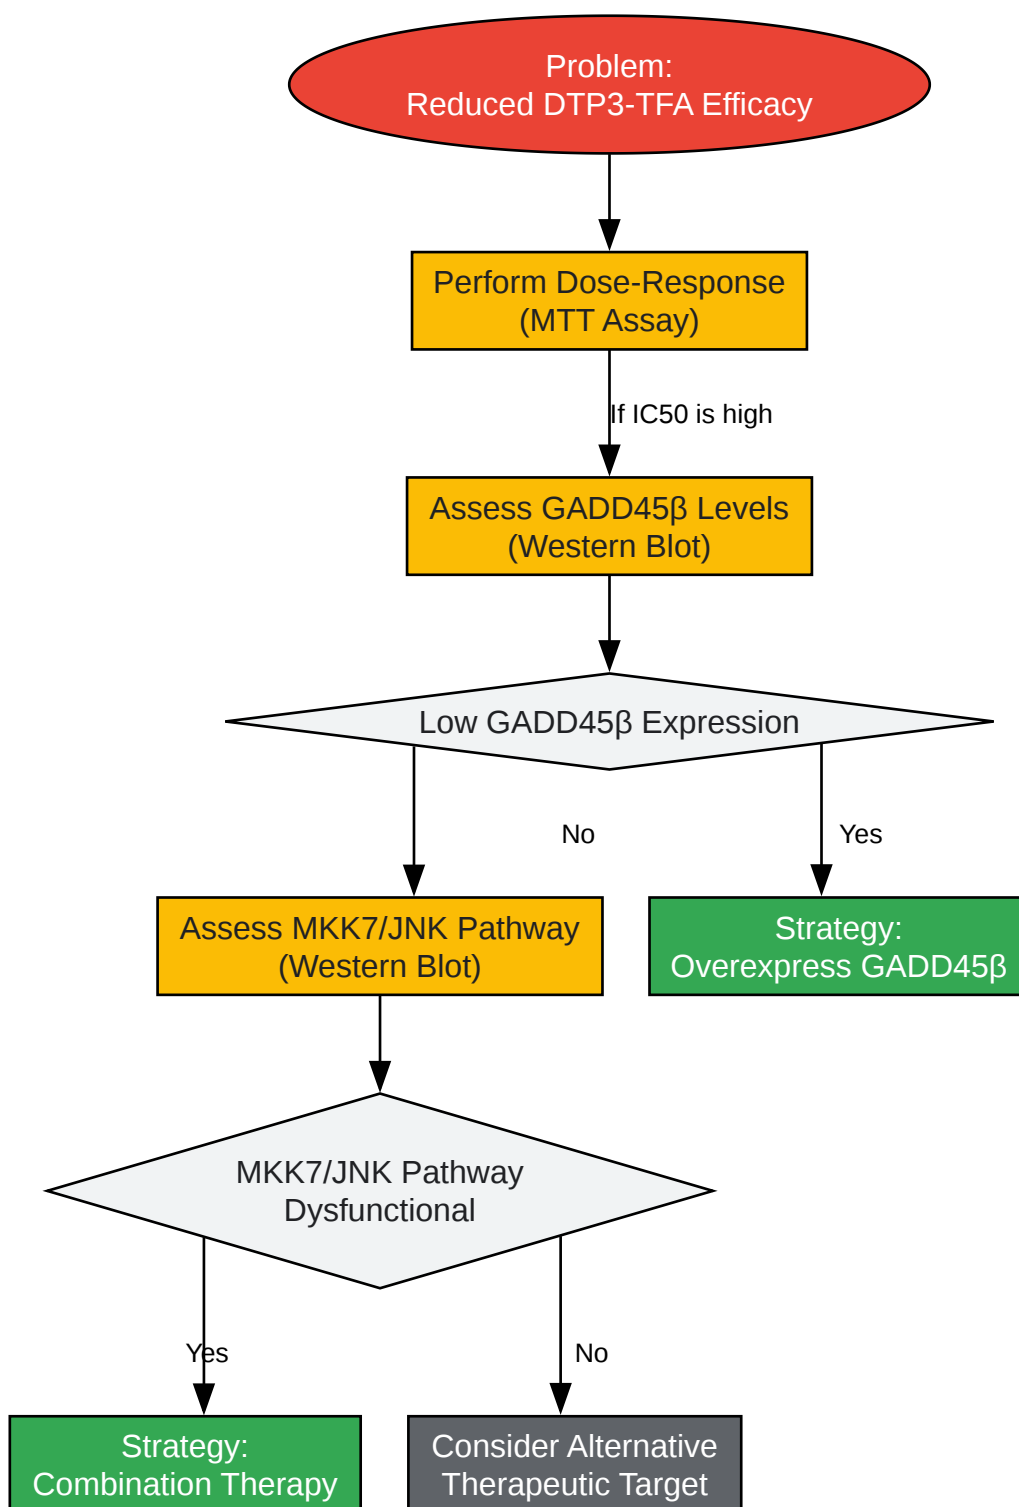 Problem:
Reduced DTP3-TFA Efficacy
Perform Dose-Response
(MTT Assay)
If IC50 is high
Assess GADD45β Levels
(Western Blot)
Low GADD45β Expression
No
Yes
Assess MKK7/JNK Pathway
(Western Blot)
Strategy:
Overexpress GADD45β
MKK7/JNK Pathway
Dysfunctional
Yes
No
Strategy:
Combination Therapy
Consider Alternative
Therapeutic Target